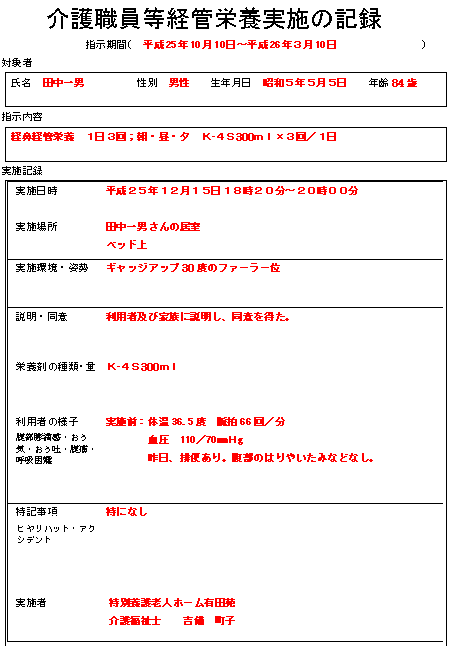 介護職員等経管栄養実施の記録
指示期間( 平成25年10月10日~平成26年3月10日 )
対象者
氏名 田中一男 性別 男性 生年月日 昭和5年5月5日 年齢84歳
指示内容
経鼻経管栄養 1日3回;朝・昼・夕 K-4S300ml×3回/1日
実施記録
実施日時 平成25年12月15日18時20分~20時00分
実施場所 田中一男さんの居室
ベッド上
実施環境・姿勢 ギャッジアップ30度のファーラー位
説明・同意 利用者及び家族に説明し、同意を得た。
栄養剤の種類・量 K-4S300ml
利用者の様子 実施前:体温36.5度 脈拍66回/分
腹部膨満感・おう
気・おう吐・腹痛・
呼吸困難
血圧 110/70mmHg
昨日、排便あり。腹部のはりやいたみなどなし。
特記事項 特になし
ヒヤリハット・アク
シデント
実施者 特別養護老人ホーム有田苑
介護福祉士 吉備 町子